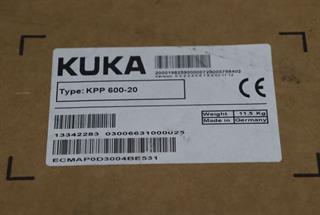 KUKA
Type: KPP 600-20
CE
Weight 11,5 Kg
Made in Germany
13342283 03006631000025
ECMAP0D3004BE531